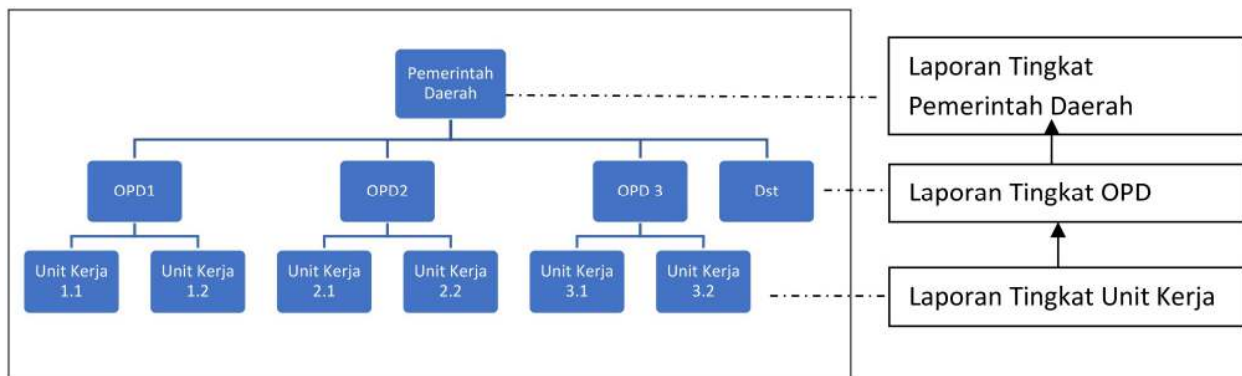 Pemerintah
Daerah
OPD1
OPD2
OPD 3
Dst
Unit Kerja
1.1
Unit Kerja
1.2
Unit Kerja
2.1
Unit Kerja
2.2
Unit Kerja
3.1
Unit Kerja
3.2
Laporan Tingkat
Pemerintah Daerah
Laporan Tingkat OPD
Laporan Tingkat Unit Kerja